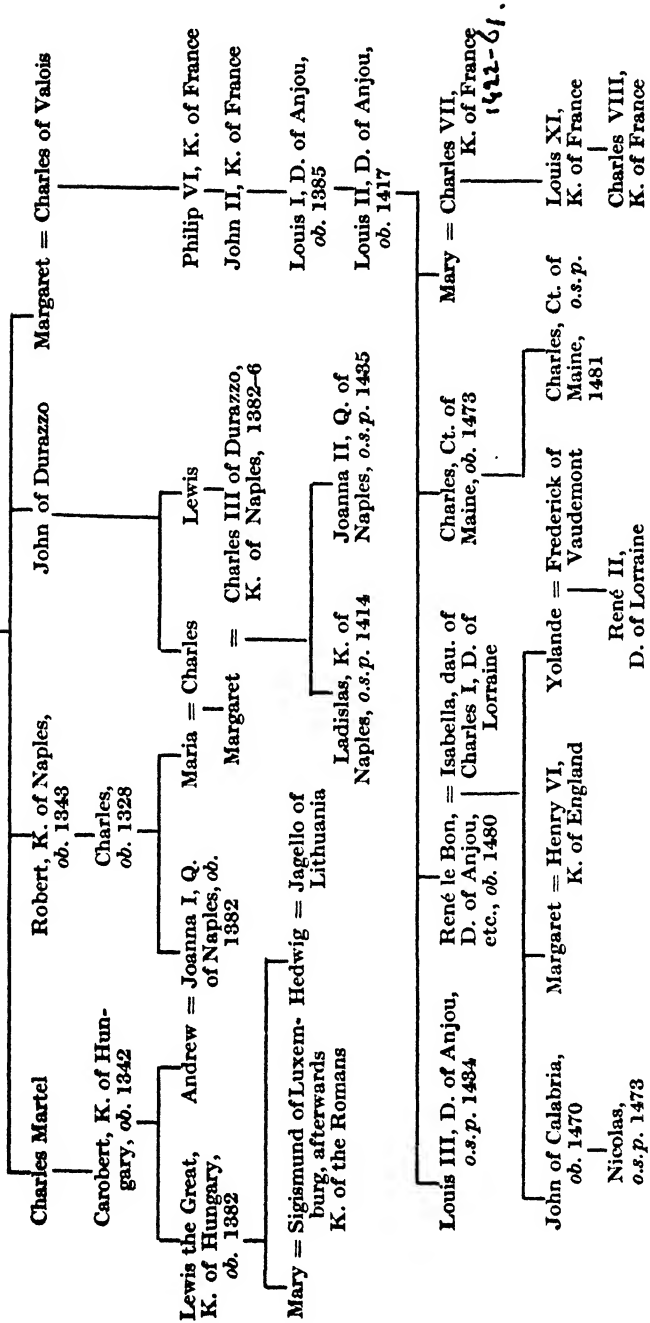 Charles Martel
Robert, K. of Naples,
ob. 1343
John of Durazzo
Margaret = Charles of Valois
Carobert, K. of Hun-
gary, ob. 1342
Charles,
ob. 1328
Lewis the Great,
K. of Hungary,
ob. 1382
Andrew = Joanna I, Q.
of Naples, ob.
1382
Maria = Charles
Lewis
Margaret = Charles III of Durazzo,
K. of Naples, 1382-6
Philip VI, K. of France
John II, K. of France
Louis I, D. of Anjou,
ob. 1385
Louis II, D. of Anjou,
ob. 1417
Mary = Sigismund of Luxem-
burg, afterwards
K. of the Romans
Hedwig = Jagello of
Lithuania
Ladislas, K. of
Naples, o.s.p. 1414
Joanna II, Q. of
Naples, o.s.p. 1435
Louis III, D. of Anjou,
o.s.p. 1434
René le Bon, = Isabella, dau. of
D. of Anjou, Charles I, D. of
etc., ob. 1480 Lorraine
Charles, Ct. of
Maine, ob. 1473
Mary = Charles VII,
K. of France
1422-61.
John of Calabria,
ob. 1470
Margaret = Henry VI,
K. of England
Yolande = Frederick of
Vaudemont
Charles, Ct. of
Maine, o.s.p.
1481
Louis XI,
K. of France
Nicolas,
o.s.p. 1473
René II,
D. of Lorraine
Charles VIII,
K. of France